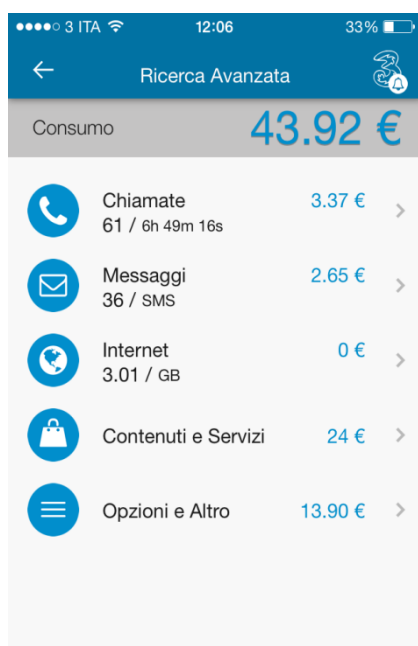 3 ITA 12:06 33%
Ricerca Avanzata
Consumo 43.92 €
Chiamate 3.37 €
61 / 6h 49m 16s
Messaggi 2.65 €
36 / SMS
Internet 0 €
3.01 / GB
Contenuti e Servizi 24 €
Opzioni e Altro 13.90 €